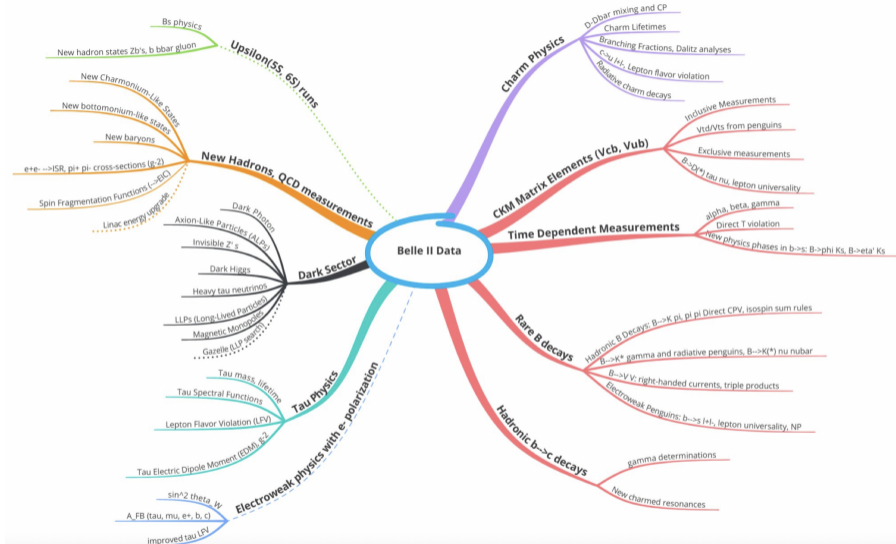 Belle II Data
Upsilon(5S, 6S) runs
Bs physics
New hadron states Zb's, b bbar gluon
New Hadrons, QCD measurements
New Charmonium-Like States
New bottomonium-like states
New baryons
e+e- -->ISR, pi+ pi- cross-sections (g-2)
Spin Fragmentation Functions (-->EIC)
Linac energy upgrade
Dark Sector
Dark Photon
Axion-Like Particles (ALPs)
Invisible Z' s
Dark Higgs
Heavy tau neutrinos
LLPs (Long-Lived Particles)
Magnetic Monopoles
Gazelle (LLP search)
Tau Physics
Tau mass, lifetime
Tau Spectral Functions
Lepton Flavor Violation (LFV)
Tau Electric Dipole Moment (EDM), g-2
Electroweak physics with e- polarization
sin^2 theta_W
A_FB (tau, mu, e+, b, c)
improved tau LFV
Charm Physics
D-Dbar mixing and CP
Charm Lifetimes
Branching Fractions, Dalitz analyses
c->u l+l-, Lepton flavor violation
Radiative charm decays
CKM Matrix Elements (Vcb, Vub)
Inclusive Measurements
Vtd/Vts from penguins
Exclusive measurements
B->D(*) tau nu, lepton universality
Time Dependent Measurements
alpha, beta, gamma
Direct T violation
New physics phases in b->s: B->phi Ks, B->eta' Ks
Rare B decays
Hadronic B Decays: B-->K pi, pi pi Direct CPV, isospin sum rules
B-->K* gamma and radiative penguins, B-->K(*) nu nubar
B-->V V: right-handed currents, triple products
Electroweak Penguins: b-->s l+l-, lepton universality, NP
Hadronic b-->c decays
gamma determinations
New charmed resonances